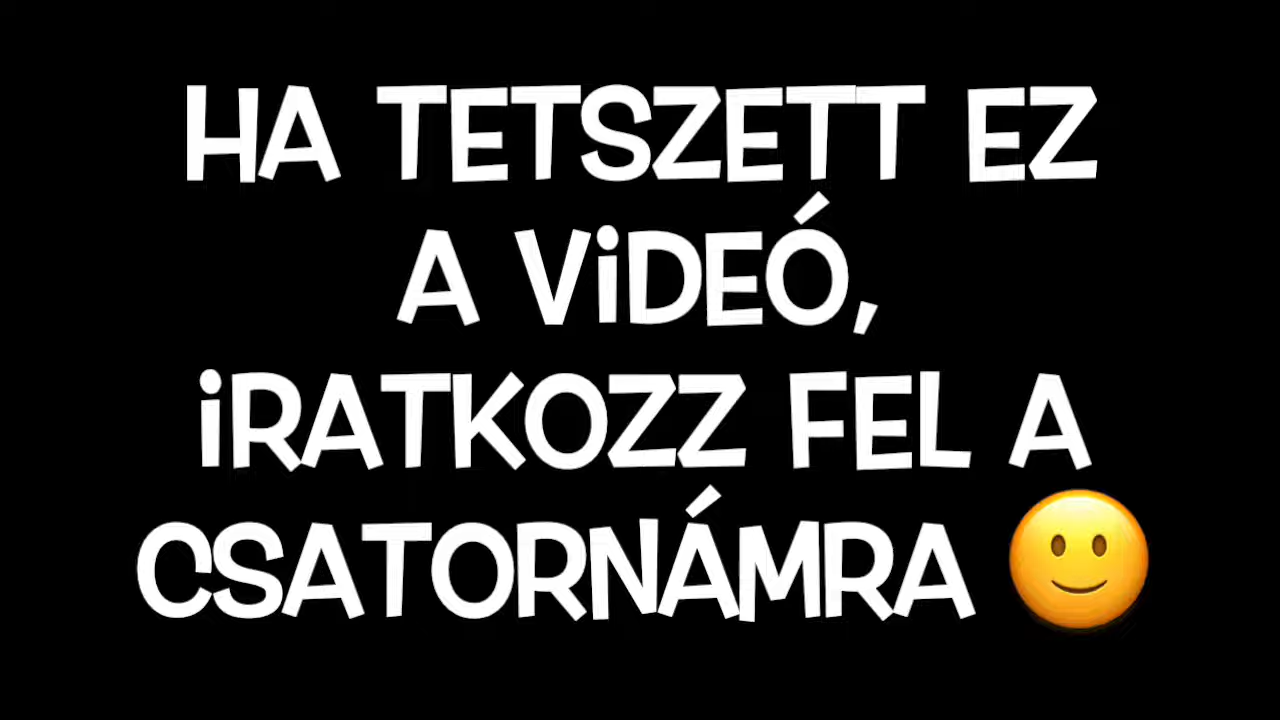 HA TETSZETT EZ
A ViDEÓ,
iRATKOZZ FEL A
CSATORNÁMRA 🙂